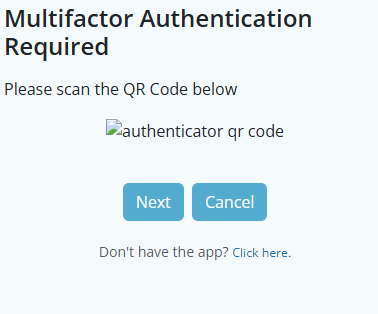 Multifactor Authentication
Required
Please scan the QR Code below
authenticator qr code
Next
Cancel
Don't have the app? Click here.